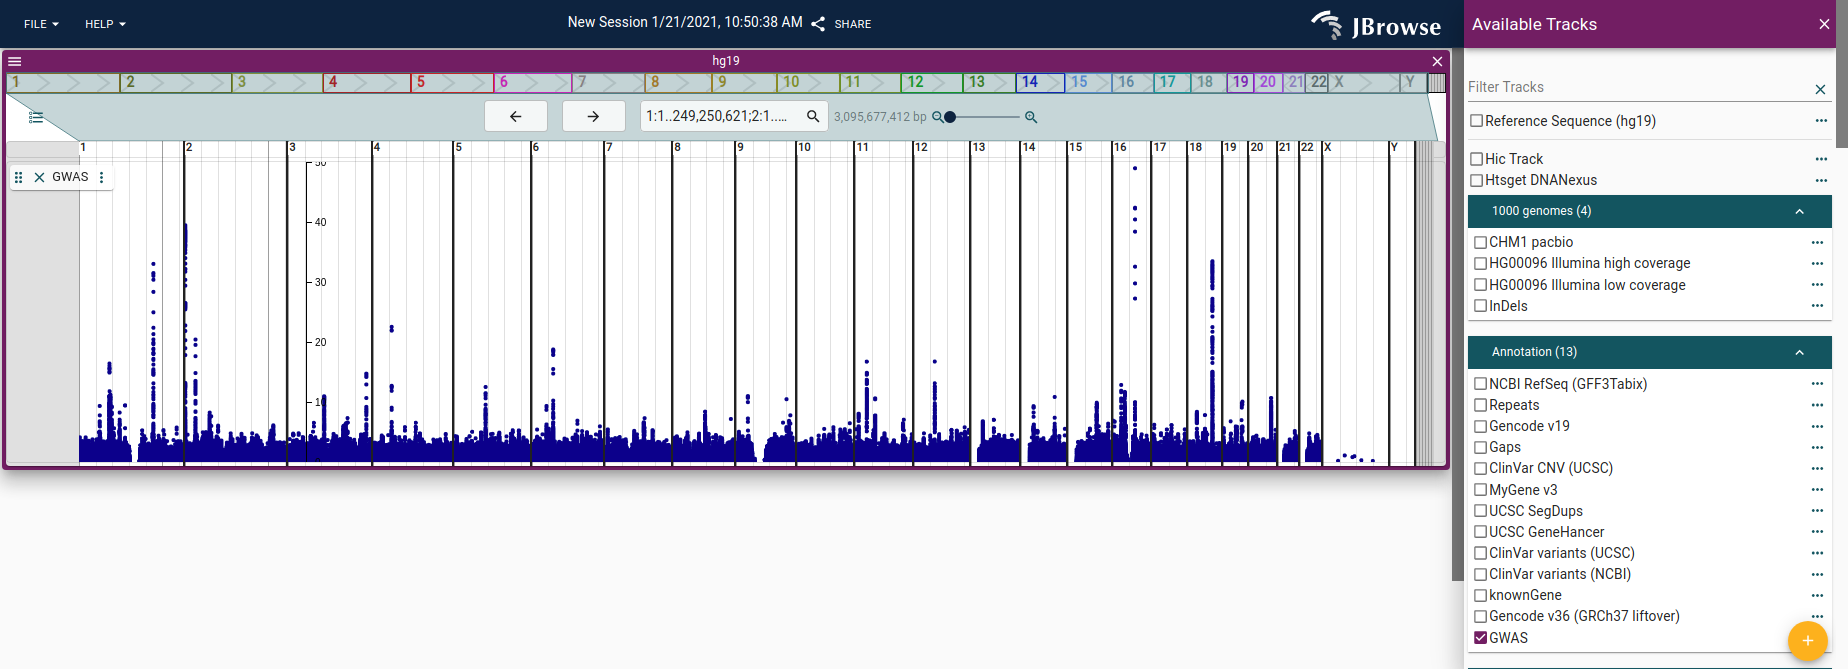 FILE HELP New Session 1/21/2021, 10:50:38 AM SHARE JBrowse
hg19
1 2 3 4 5 6 7 8 9 10 11 12 13 14 15 16 17 18 19 20 21 22 X Y
1:1..249,250,621;2:1..... 3,095,677,412 bp
1 2 3 4 5 6 7 8 9 10 11 12 13 14 15 16 17 18 19 20 21 22 X Y
GWAS
50
40
30
20
10
0
Available Tracks
Filter Tracks
Reference Sequence (hg19)
Hic Track
Htsget DNANexus
1000 genomes (4)
CHM1 pacbio
HG00096 Illumina high coverage
HG00096 Illumina low coverage
InDels
Annotation (13)
NCBI RefSeq (GFF3Tabix)
Repeats
Gencode v19
Gaps
ClinVar CNV (UCSC)
MyGene v3
UCSC SegDups
UCSC GeneHancer
ClinVar variants (UCSC)
ClinVar variants (NCBI)
knownGene
Gencode v36 (GRCh37 liftover)
GWAS